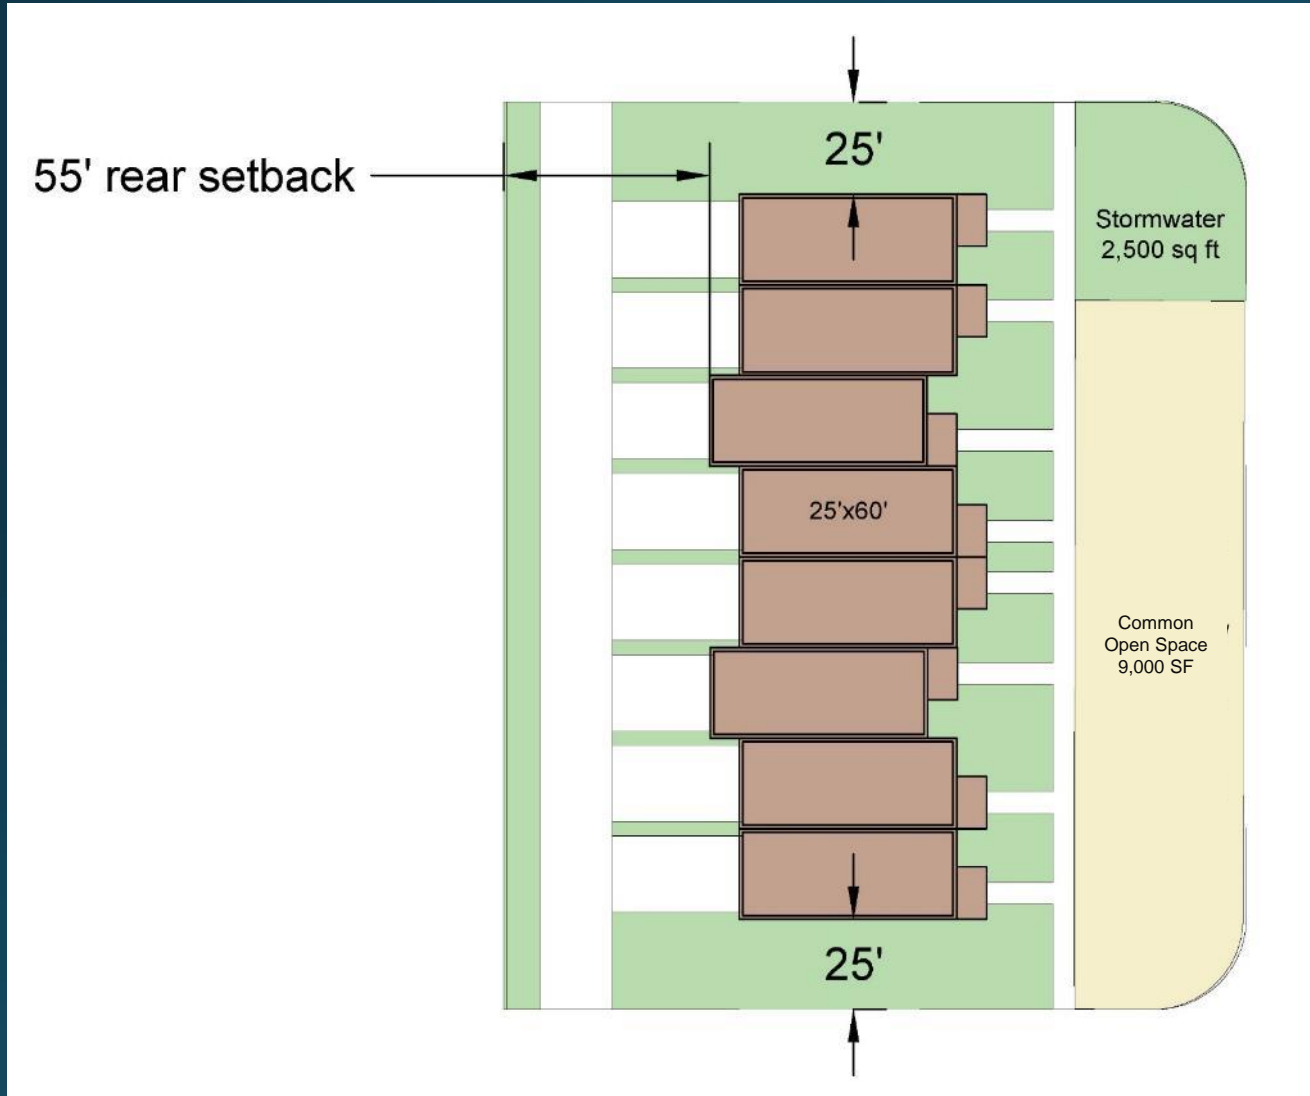 25'
55' rear setback
Stormwater
2,500 sq ft
25'x60'
Common
Open Space
9,000 SF
25'